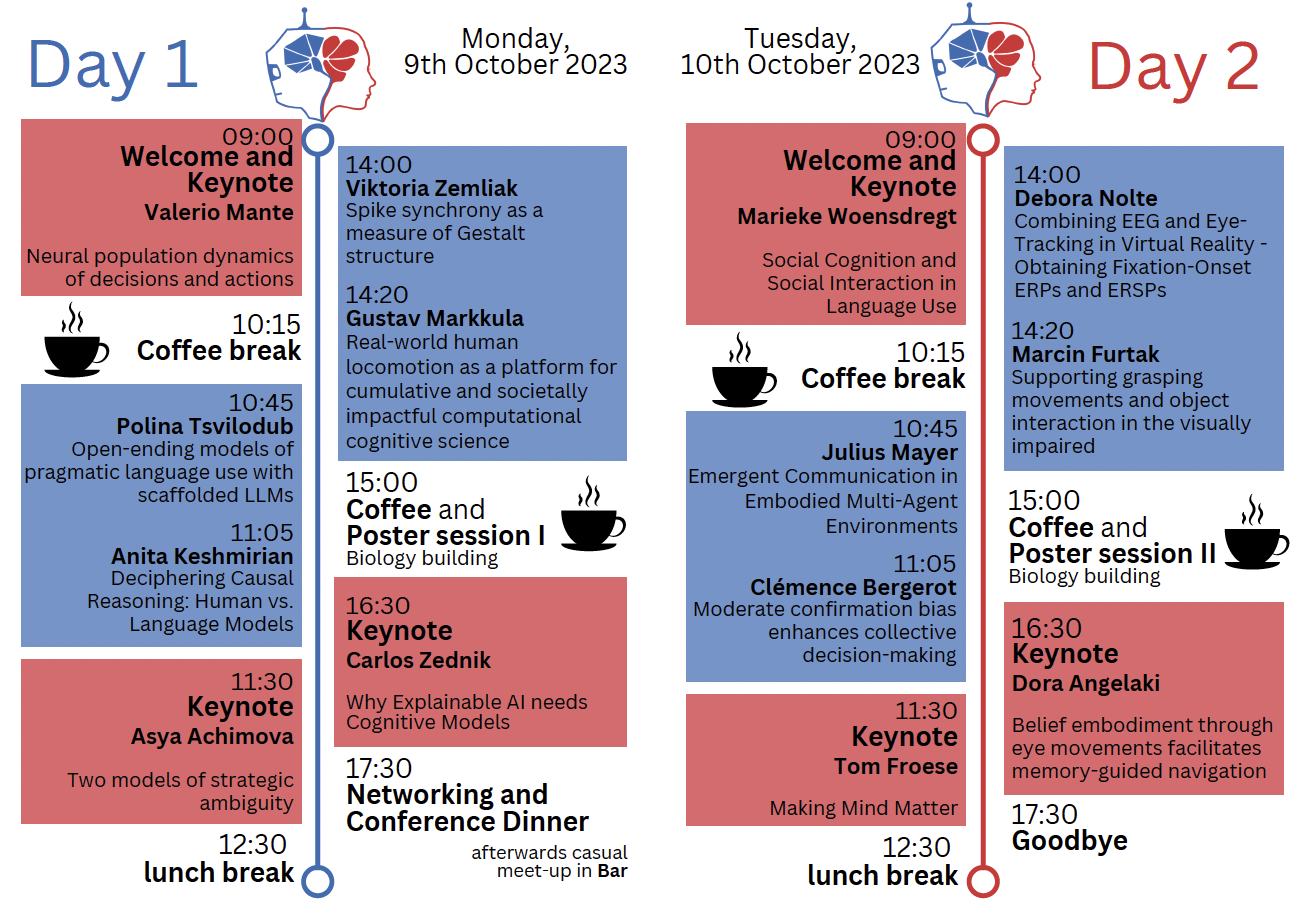 Day 1
Monday,
9th October 2023
09:00
Welcome and
Keynote
Valerio Mante
Neural population dynamics
of decisions and actions
10:15
Coffee break
10:45
Polina Tsvilodub
Open-ending models of
pragmatic language use with
scaffolded LLMs
11:05
Anita Keshmirian
Deciphering Causal
Reasoning: Human vs.
Language Models
11:30
Keynote
Asya Achimova
Two models of strategic
ambiguity
12:30
lunch break
14:00
Viktoria Zemliak
Spike synchrony as a
measure of Gestalt
structure
14:20
Gustav Markkula
Real-world human
locomotion as a platform for
cumulative and societally
impactful computational
cognitive science
15:00
Coffee and
Poster session I
Biology building
16:30
Keynote
Carlos Zednik
Why Explainable AI needs
Cognitive Models
17:30
Networking and
Conference Dinner
afterwards casual
meet-up in Bar
Tuesday,
10th October 2023
Day 2
09:00
Welcome and
Keynote
Marieke Woensdregt
Social Cognition and
Social Interaction in
Language Use
10:15
Coffee break
10:45
Julius Mayer
Emergent Communication in
Embodied Multi-Agent
Environments
11:05
Clémence Bergerot
Moderate confirmation bias
enhances collective
decision-making
11:30
Keynote
Tom Froese
Making Mind Matter
12:30
lunch break
14:00
Debora Nolte
Combining EEG and Eye-
Tracking in Virtual Reality -
Obtaining Fixation-Onset
ERPs and ERSPs
14:20
Marcin Furtak
Supporting grasping
movements and object
interaction in the visually
impaired
15:00
Coffee and
Poster session II
Biology building
16:30
Keynote
Dora Angelaki
Belief embodiment through
eye movements facilitates
memory-guided navigation
17:30
Goodbye